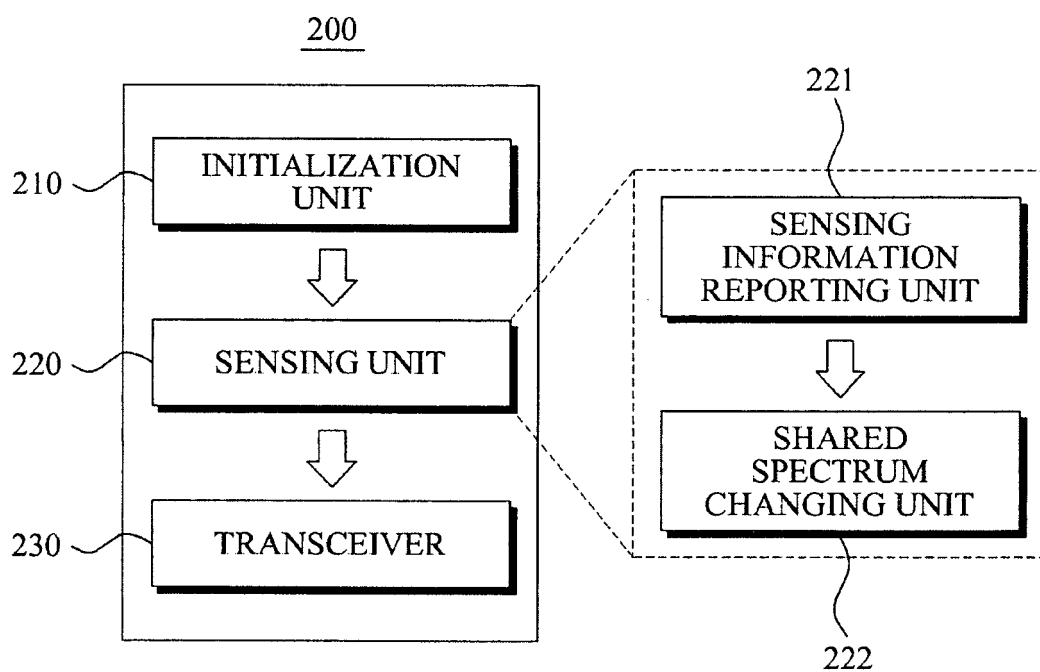 200
221
INITIALIZATION
UNIT
210
SENSING
INFORMATION
REPORTING UNIT
220
SENSING UNIT
SHARED
SPECTRUM
CHANGING UNIT
230
TRANSCEIVER
222